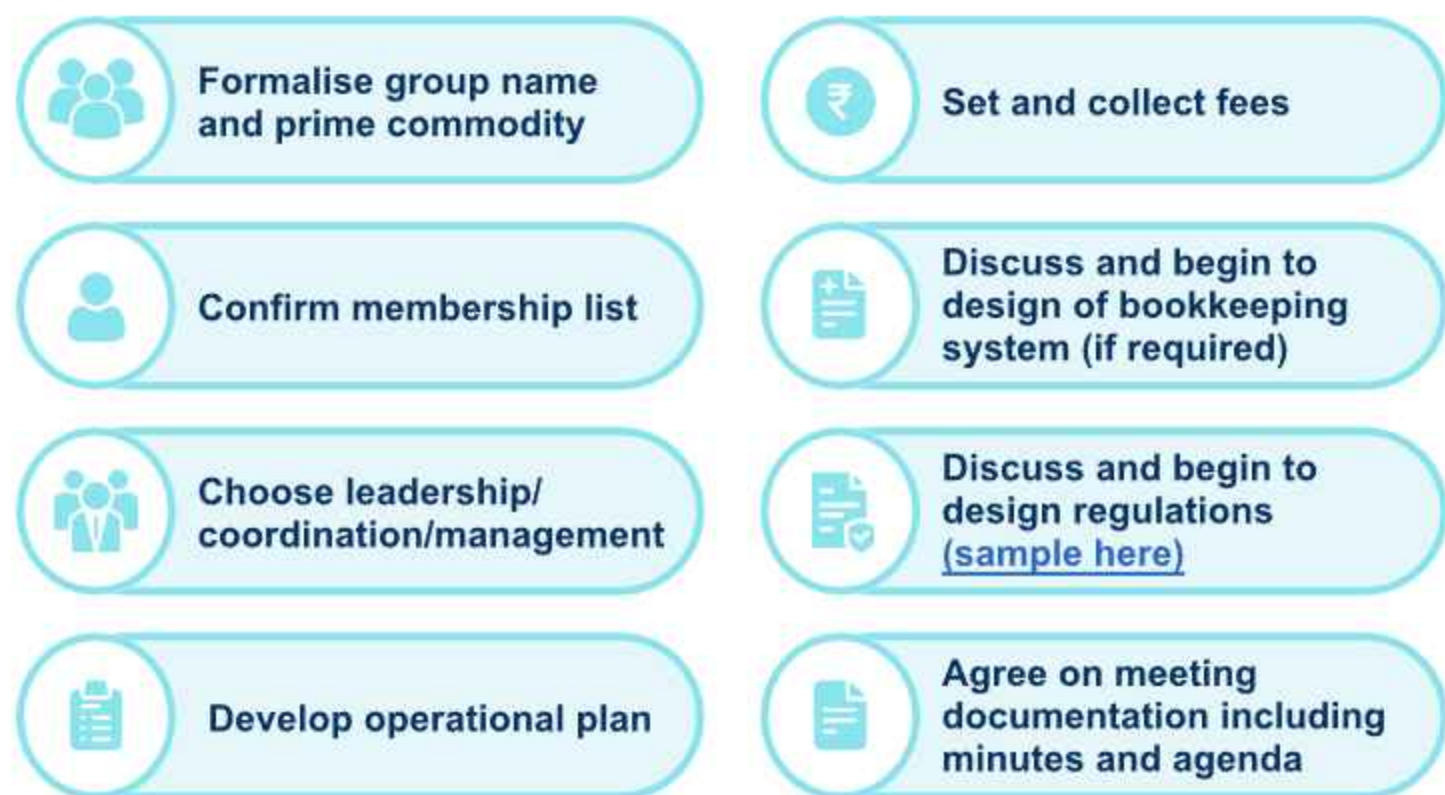 Formalise group name
and prime commodity
Confirm membership list
Choose leadership/
coordination/management
Develop operational plan
₹
Set and collect fees
Discuss and begin to
design of bookkeeping
system (if required)
Discuss and begin to
design regulations
(sample here)
Agree on meeting
documentation including
minutes and agenda